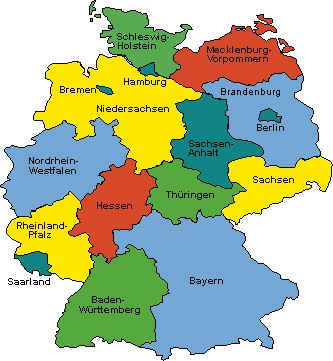 Schleswig-
Holstein
Mecklenburg-
Vorpommern
Hamburg
Bremen
Niedersachsen
Brandenburg
Berlin
Sachsen-
Anhalt
Nordrhein-
Westfalen
Sachsen
Thüringen
Hessen
Rheinland-
Pfalz
Saarland
Bayern
Baden-
Württemberg